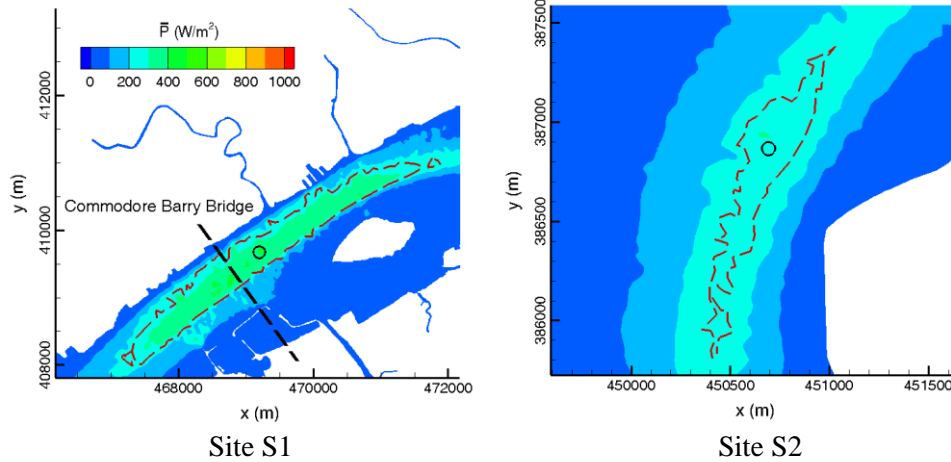 P̅ (W/m²)
0 200 400 600 800 1000
412000
410000
408000
y (m)
Commodore Barry Bridge
468000 470000 472000
x (m)
Site S1
387500
387000
386500
386000
y (m)
450000 450500 451000 451500
x (m)
Site S2